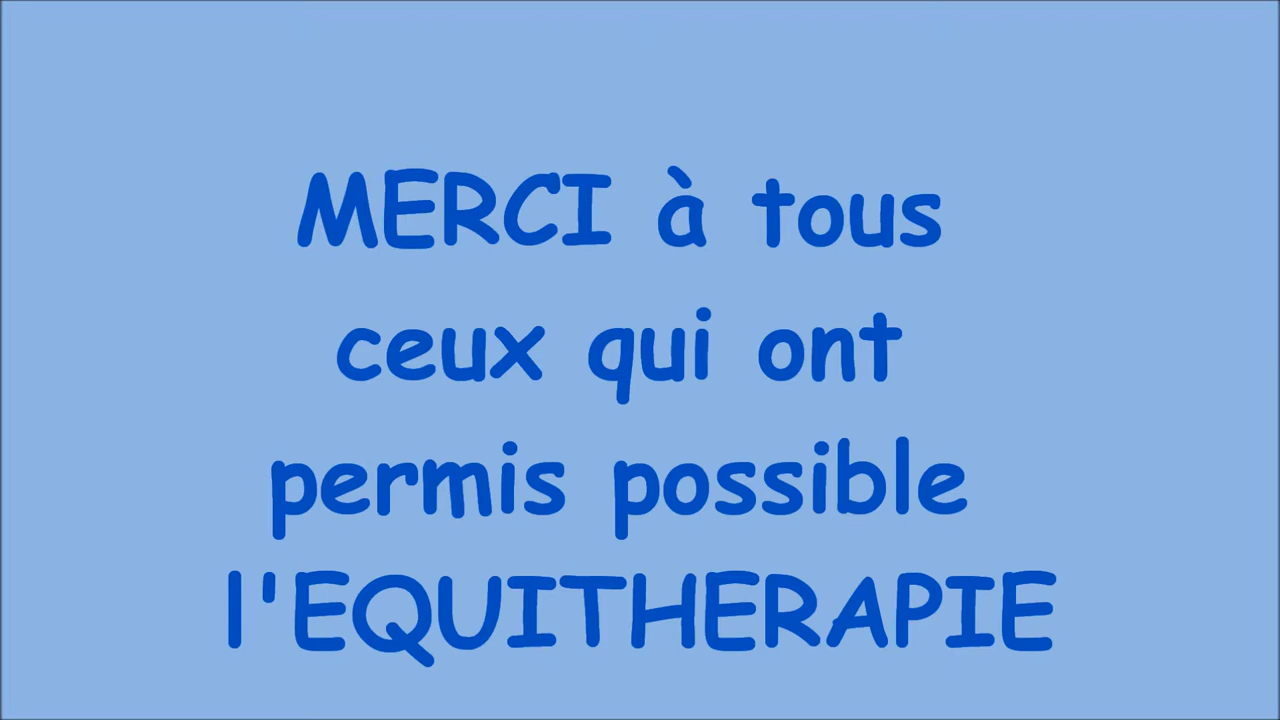 MERCI à tous
ceux qui ont
permis possible
l'EQUITHERAPIE